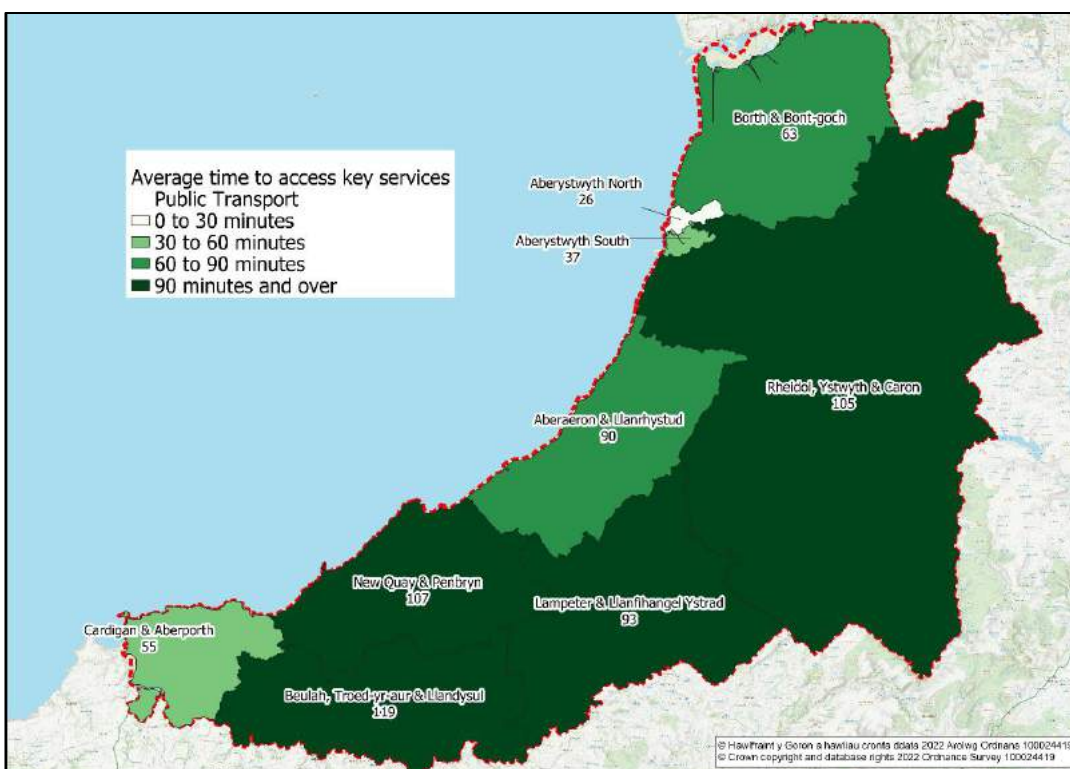 Borth & Bont-goch
63
Average time to access key services
Public Transport
0 to 30 minutes
30 to 60 minutes
60 to 90 minutes
90 minutes and over
Aberystwyth North
26
Aberystwyth South
37
Rheidol, Ystwyth & Caron
105
Aberaeron & Llanrhystud
90
New Quay & Penbryn
107
Lampeter & Llanfihangel Ystrad
93
Cardigan & Aberporth
55
Beulah, Troed-yr-aur & Llandysul
119
© Hawlfraint y Goron a hawliau cronfa ddata 2022 Arolwg Ordnans 100024419
© Crown copyright and database rights 2022 Ordnance Survey 100024419